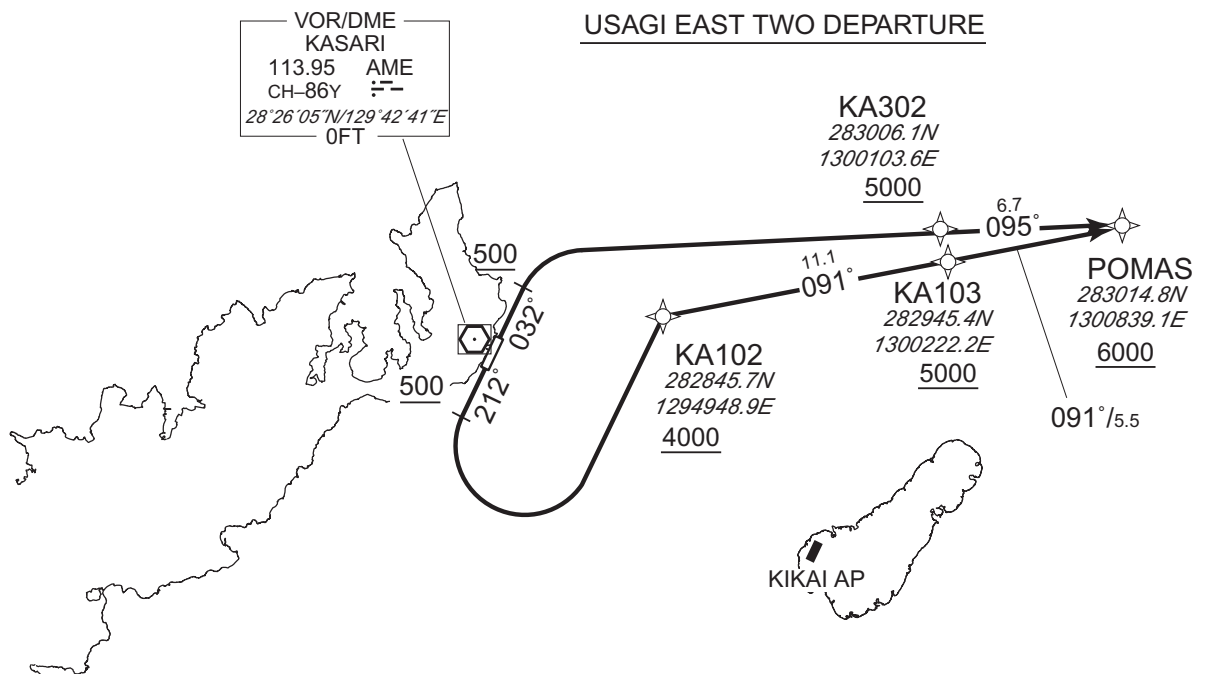 USAGI EAST TWO DEPARTURE
VOR/DME
KASARI
113.95 AME
CH–86Y
28°26´05˝N/129°42´41˝E
0FT
KA302
283006.1N
1300103.6E
5000
6.7
095°
500
032°
11.1
091°
KA103
282945.4N
1300222.2E
5000
POMAS
283014.8N
1300839.1E
6000
500
212°
KA102
282845.7N
1294948.9E
4000
091°/5.5
KIKAI AP